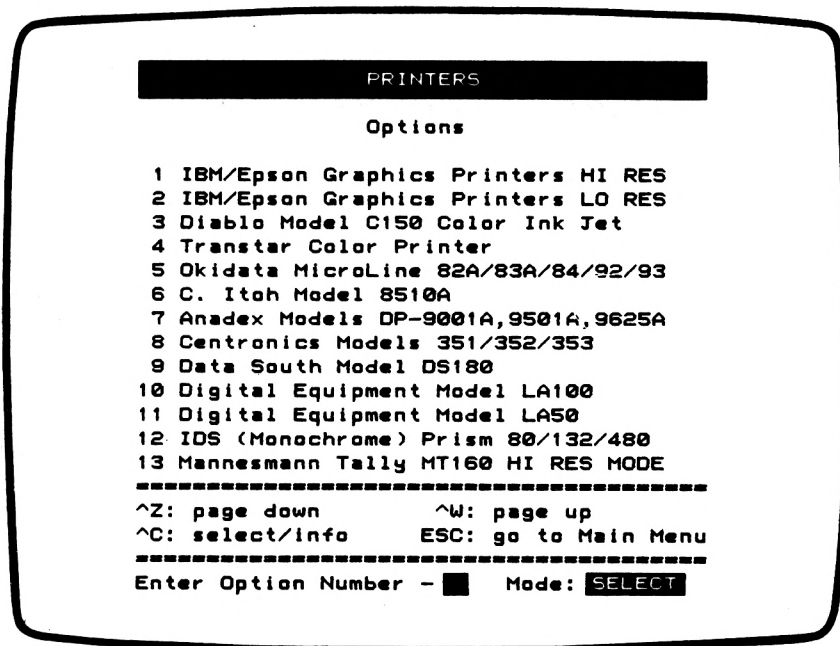 PRINTERS
Options
1 IBM/Epson Graphics Printers HI RES
2 IBM/Epson Graphics Printers LO RES
3 Diablo Model C150 Color Ink Jet
4 Transtar Color Printer
5 Okidata MicroLine 82A/83A/84/92/93
6 C. Itoh Model 8510A
7 Anadex Models DP-9001A,9501A,9625A
8 Centronics Models 351/352/353
9 Data South Model DS180
10 Digital Equipment Model LA100
11 Digital Equipment Model LA50
12 IDS (Monochrome) Prism 80/132/480
13 Mannesmann Tally MT160 HI RES MODE
^Z: page down ^W: page up
^C: select/info ESC: go to Main Menu
Enter Option Number - Mode: SELECT